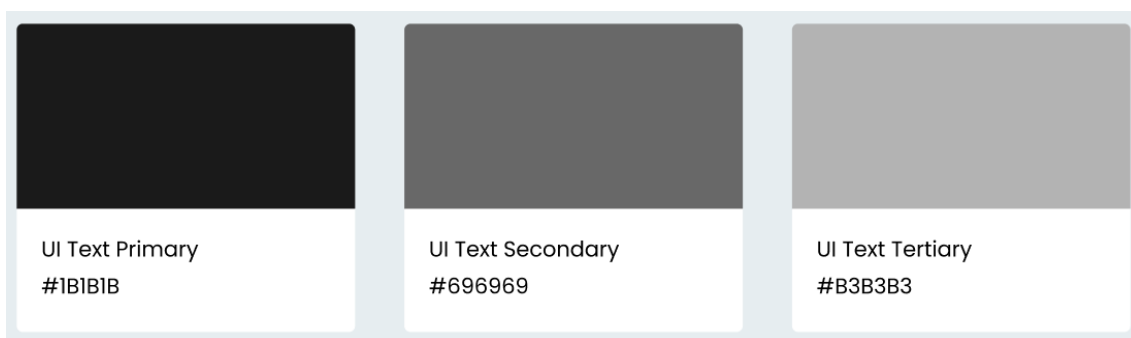 UI Text Primary
#1B1B1B
UI Text Secondary
#696969
UI Text Tertiary
#B3B3B3